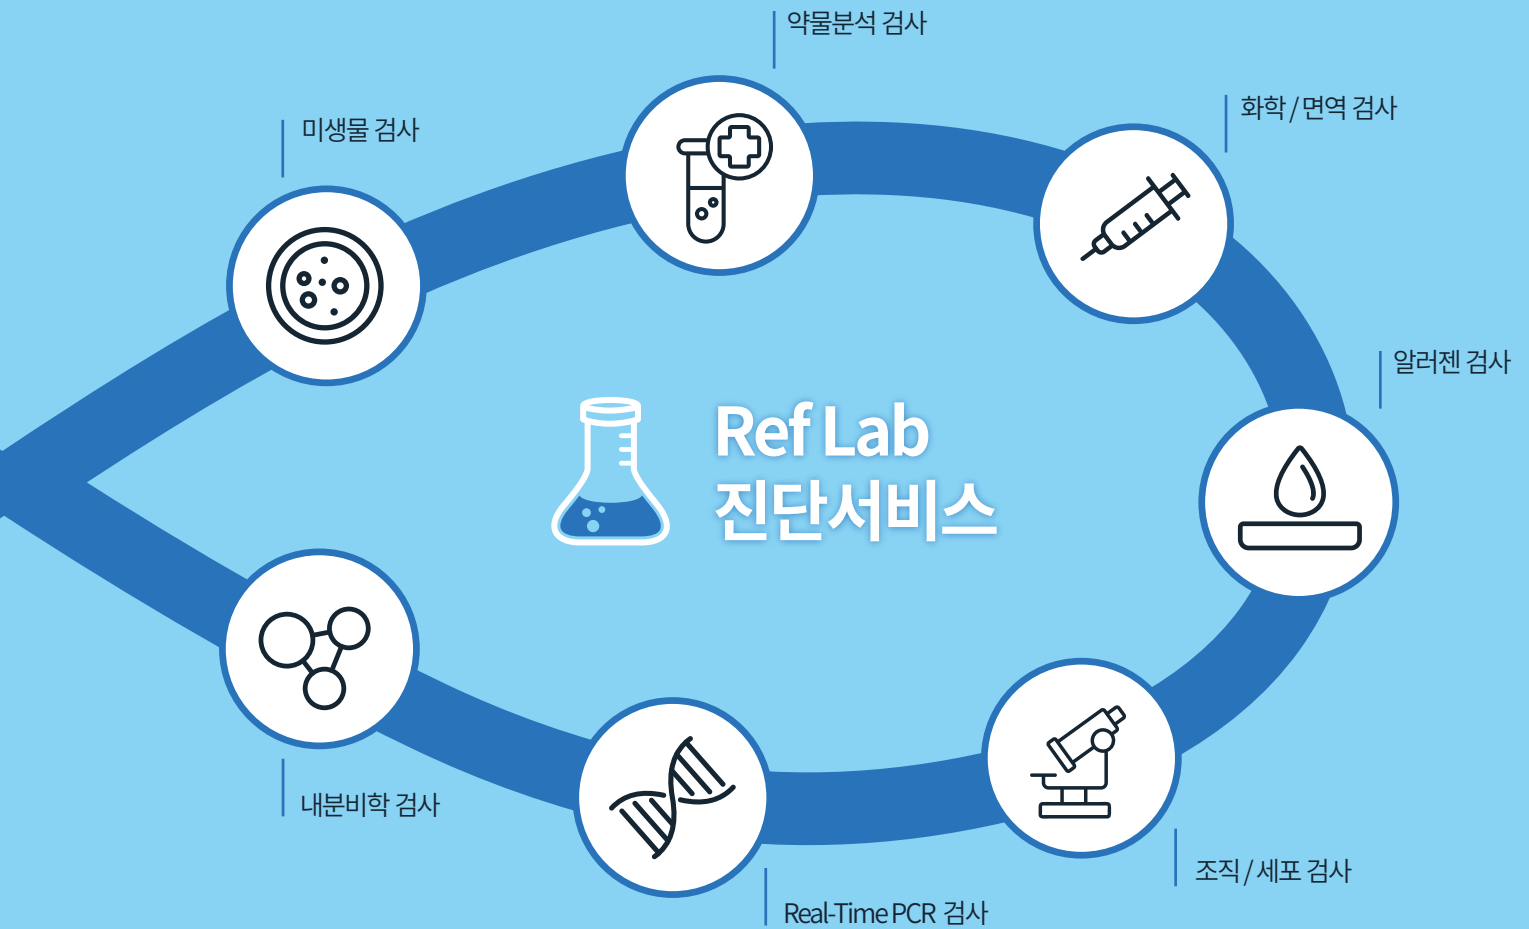 약물분석 검사
화학 / 면역 검사
미생물 검사
알러젠 검사
Ref Lab
진단서비스
내분비학 검사
조직 / 세포 검사
Real-Time PCR 검사